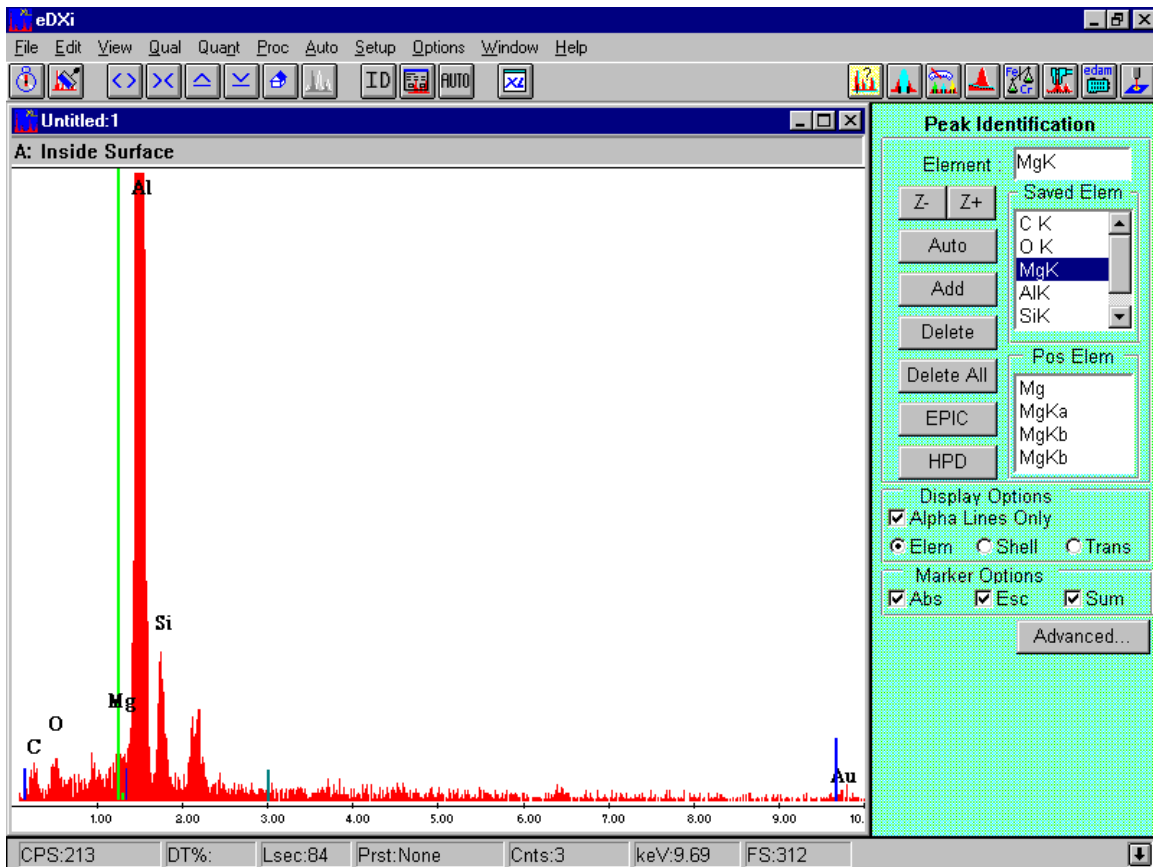 eDXi
File Edit View Qual Quant Proc Auto Setup Options Window Help
ID AUTO XL Fe Cr edam
Untitled:1
A: Inside Surface
Al
Si
Mg
O
C
Au
1.00 2.00 3.00 4.00 5.00 6.00 7.00 8.00 9.00 10.
Peak Identification
Element : MgK
Z- Z+
Saved Elem
Auto
Add
Delete
Delete All
EPIC
HPD
C K
O K
MgK
AlK
SiK
Pos Elem
Mg
MgKa
MgKb
MgKb
Display Options
Alpha Lines Only
Elem Shell Trans
Marker Options
Abs Esc Sum
Advanced...
CPS:213 DT%: Lsec:84 Prst:None Cnts:3 keV:9.69 FS:312